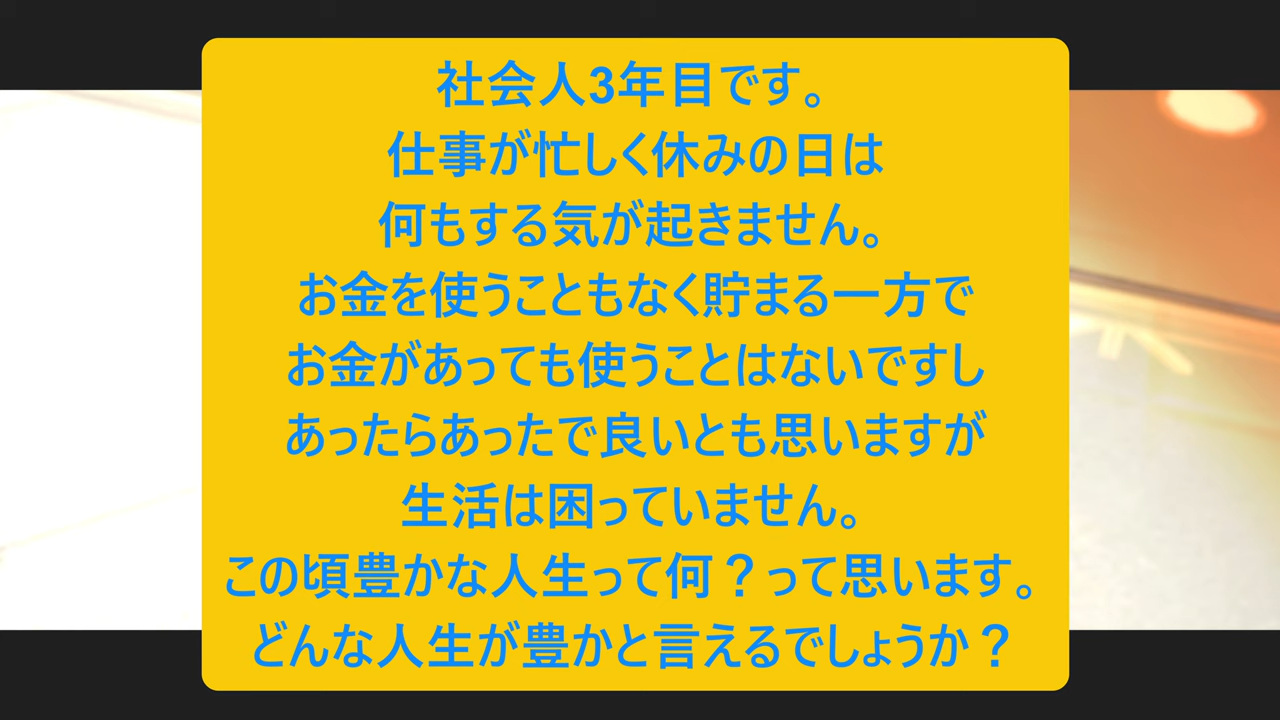 社会人3年目です。
仕事が忙しく休みの日は
何もする気が起きません。
お金を使うこともなく貯まる一方で
お金があっても使うことはないですし
あったらあったで良いとも思いますが
生活は困っていません。
この頃豊かな人生って何？って思います。
どんな人生が豊かと言えるでしょうか？